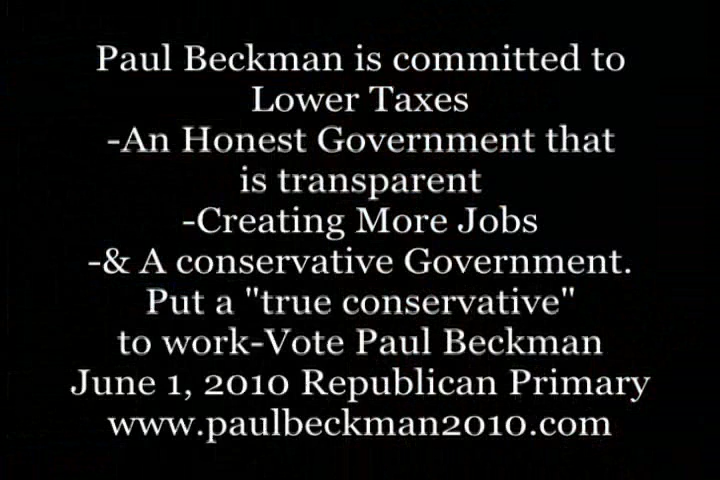 Paul Beckman is committed to
Lower Taxes
-An Honest Government that
is transparent
-Creating More Jobs
-& A conservative Government.
Put a "true conservative"
to work-Vote Paul Beckman
June 1, 2010 Republican Primary
www.paulbeckman2010.com